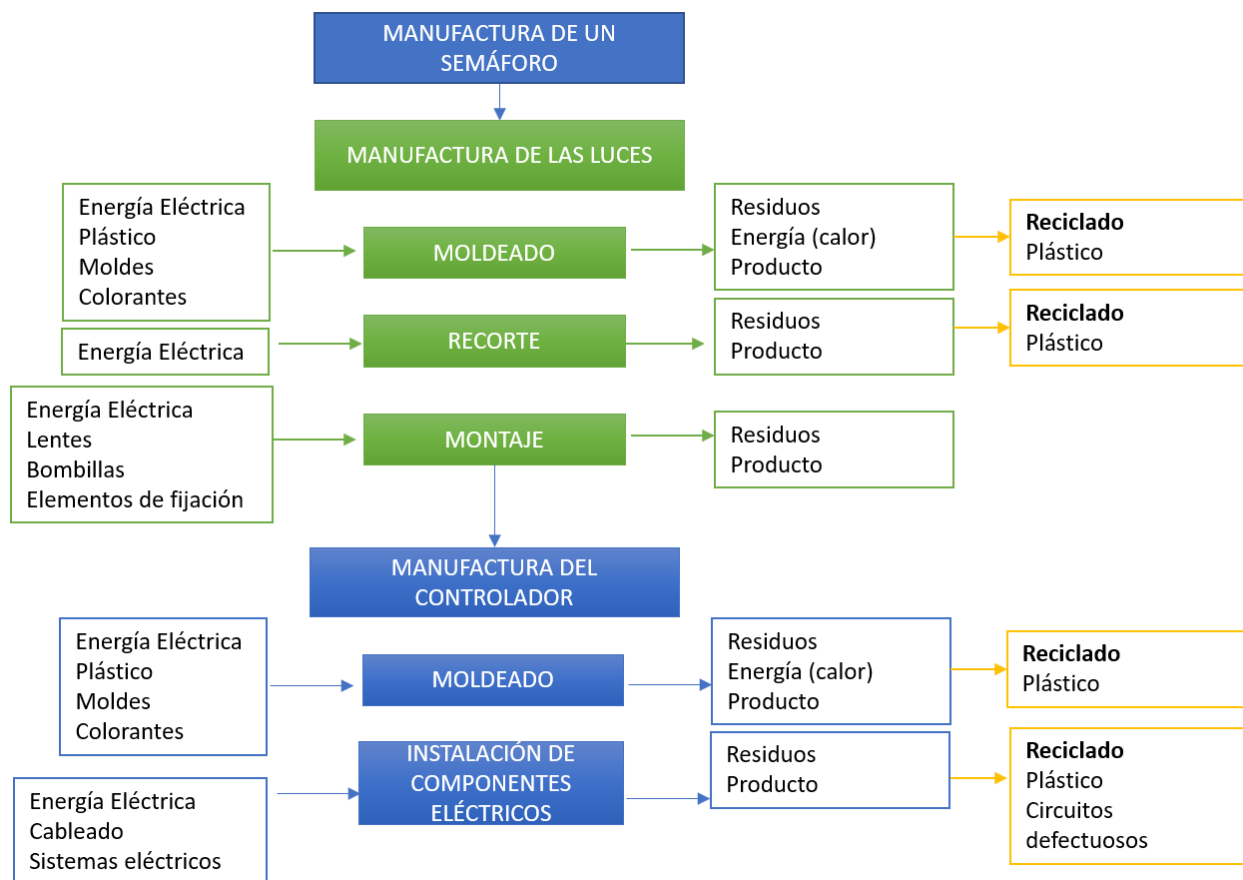 MANUFACTURA DE UN
SEMÁFORO
MANUFACTURA DE LAS LUCES
Energía Eléctrica
Plástico
Moldes
Colorantes
MOLDEADO
Residuos
Energía (calor)
Producto
Reciclado
Plástico
Energía Eléctrica
RECORTE
Residuos
Producto
Reciclado
Plástico
Energía Eléctrica
Lentes
Bombillas
Elementos de fijación
MONTAJE
Residuos
Producto
MANUFACTURA DEL
CONTROLADOR
Energía Eléctrica
Plástico
Moldes
Colorantes
MOLDEADO
Residuos
Energía (calor)
Producto
Reciclado
Plástico
Energía Eléctrica
Cableado
Sistemas eléctricos
INSTALACIÓN DE
COMPONENTES
ELÉCTRICOS
Residuos
Producto
Reciclado
Plástico
Circuitos
defectuosos